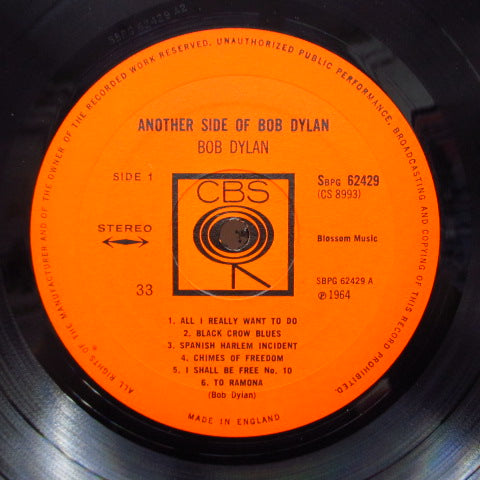 SBPG 62429 A2
ALL RIGHTS OF THE MANUFACTURER AND OF THE OWNER OF THE RECORDED WORK RESERVED. UNAUTHORIZED PUBLIC PERFORMANCE, BROADCASTING AND COPYING OF THIS RECORD PROHIBITED.
ANOTHER SIDE OF BOB DYLAN
BOB DYLAN
SIDE 1
CBS
SBPG 62429
(CS 8993)
STEREO
Blossom Music
33
SBPG 62429 A
℗ 1964
1. ALL I REALLY WANT TO DO
2. BLACK CROW BLUES
3. SPANISH HARLEM INCIDENT
4. CHIMES OF FREEDOM
5. I SHALL BE FREE No. 10
6. TO RAMONA
(Bob Dylan)
MADE IN ENGLAND